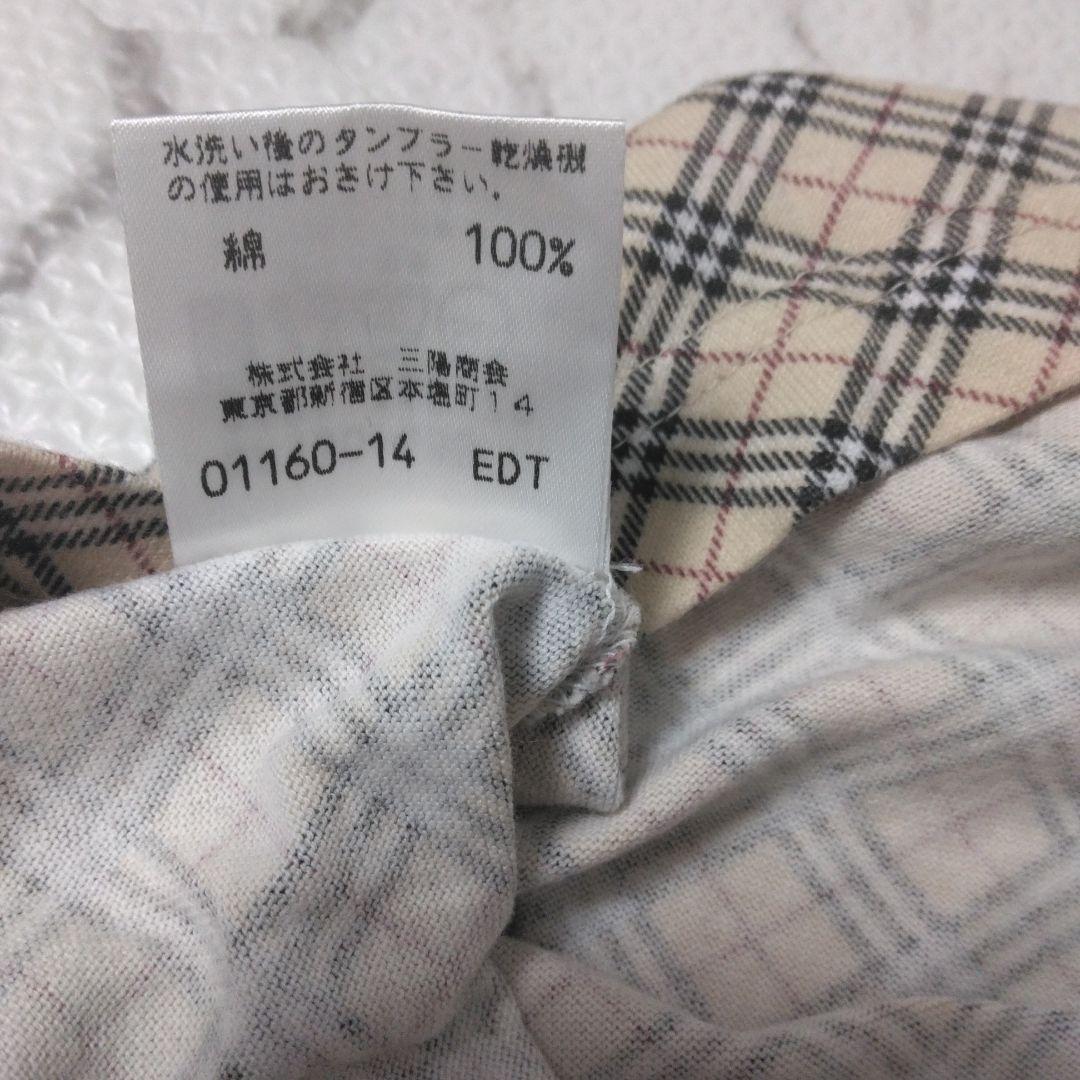 水洗い後のタンブラー乾燥機
の使用はおさけ下さい。
綿 100%
株式会社 三陽商会
東京都新宿区本塩町14
01160-14 EDT